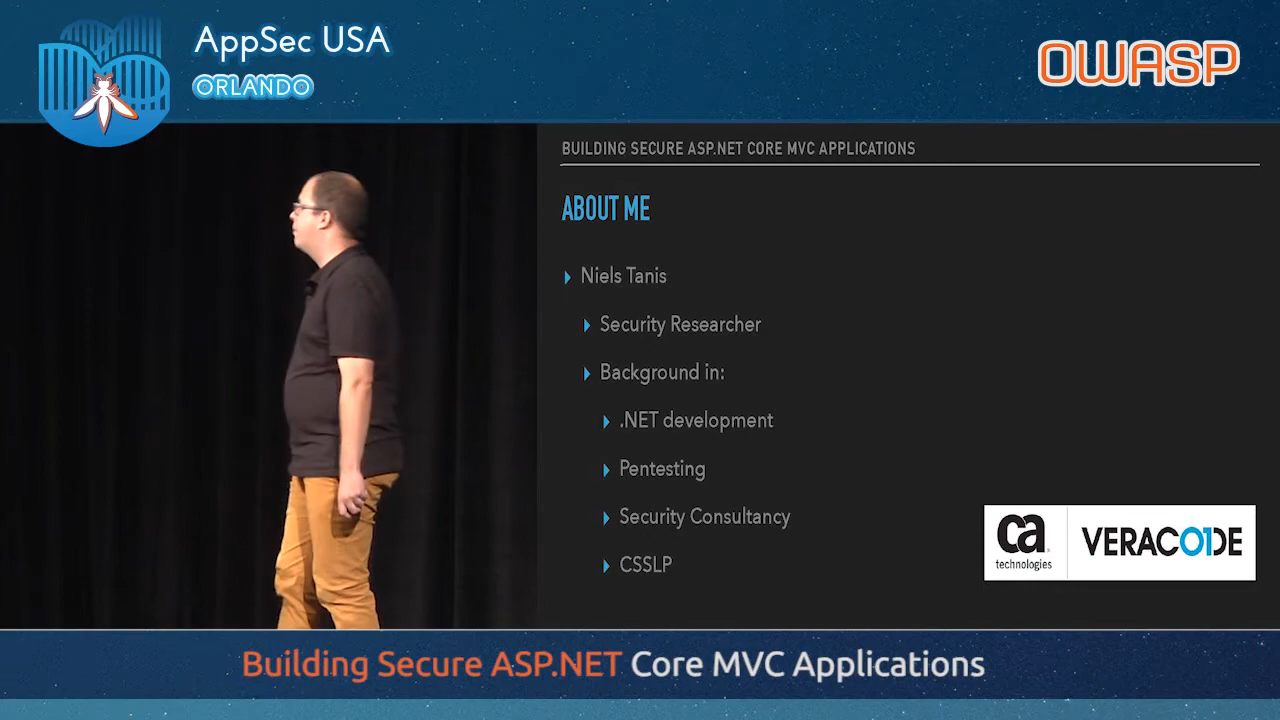 AppSec USA
ORLANDO
OWASP
BUILDING SECURE ASP.NET CORE MVC APPLICATIONS
ABOUT ME
Niels Tanis
Security Researcher
Background in:
.NET development
Pentesting
Security Consultancy
CSSLP
ca
technologies
VERACODE
Building Secure ASP.NET Core MVC Applications